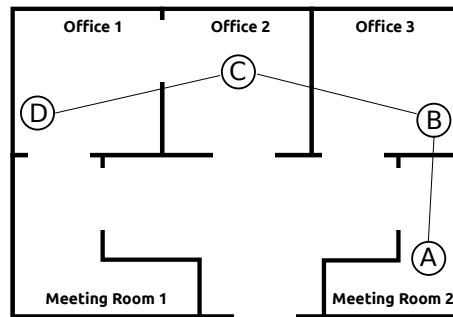 Office 1
Office 2
Office 3
C
D
B
A
Meeting Room 1
Meeting Room 2